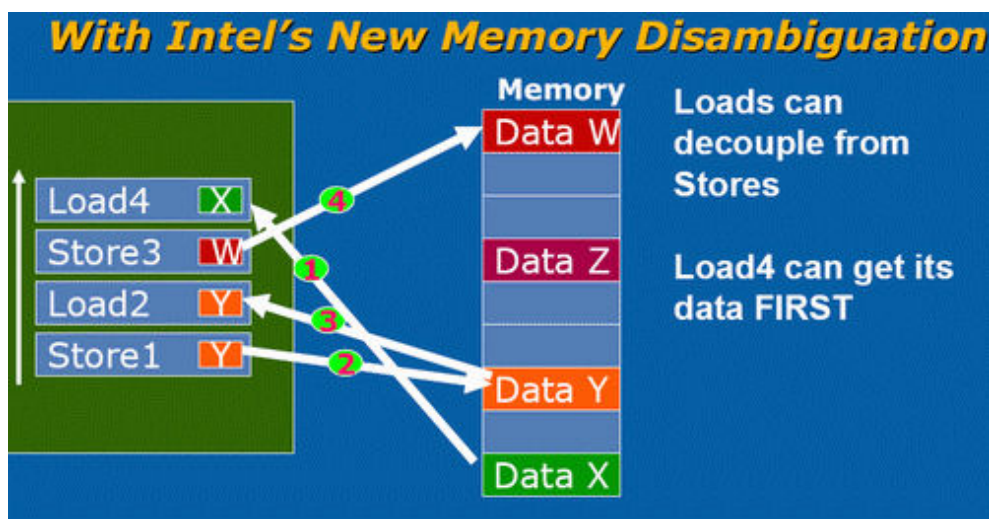 With Intel's New Memory Disambiguation
Memory
Data W
Data Z
Data Y
Data X
Load4 X
Store3 W
Load2 Y
Store1 Y
4
1
3
2
Loads can
decouple from
Stores
Load4 can get its
data FIRST